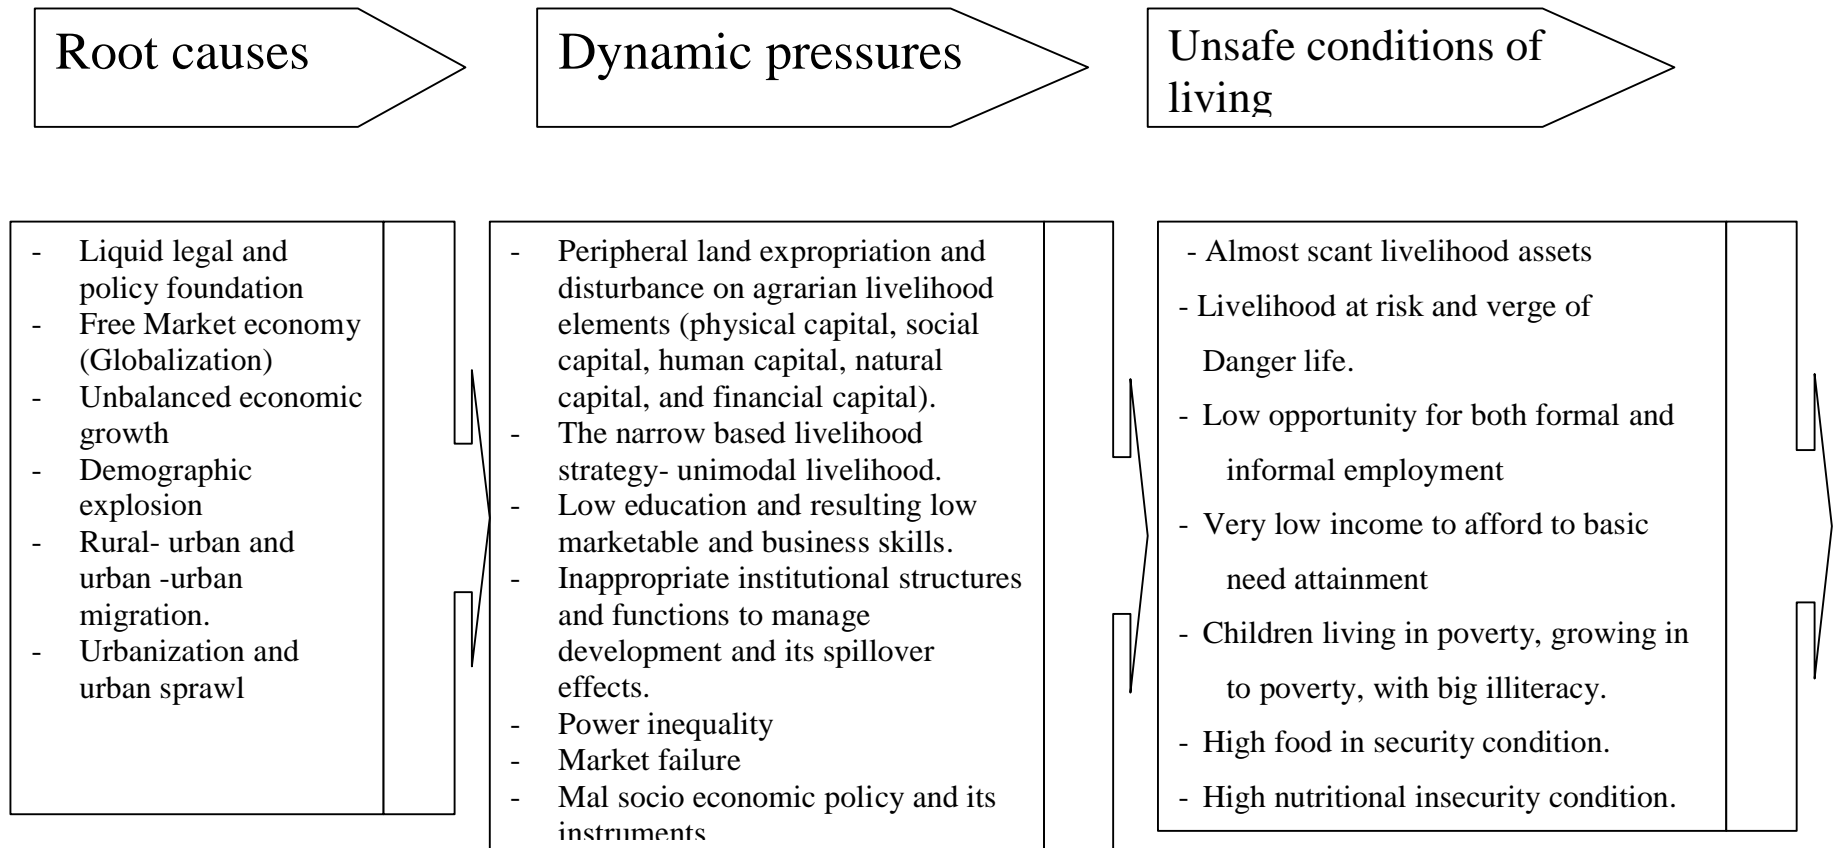 Root causes
Dynamic pressures
Unsafe conditions of
living
- Liquid legal and
policy foundation
- Free Market economy
(Globalization)
- Unbalanced economic
growth
- Demographic
explosion
- Rural- urban and
urban -urban
migration.
- Urbanization and
urban sprawl
- Peripheral land expropriation and
disturbance on agrarian livelihood
elements (physical capital, social
capital, human capital, natural
capital, and financial capital).
- The narrow based livelihood
strategy- unimodal livelihood.
- Low education and resulting low
marketable and business skills.
- Inappropriate institutional structures
and functions to manage
development and its spillover
effects.
- Power inequality
- Market failure
- Mal socio economic policy and its
instruments
- Almost scant livelihood assets
- Livelihood at risk and verge of
Danger life.
- Low opportunity for both formal and
informal employment
- Very low income to afford to basic
need attainment
- Children living in poverty, growing in
to poverty, with big illiteracy.
- High food in security condition.
- High nutritional insecurity condition.